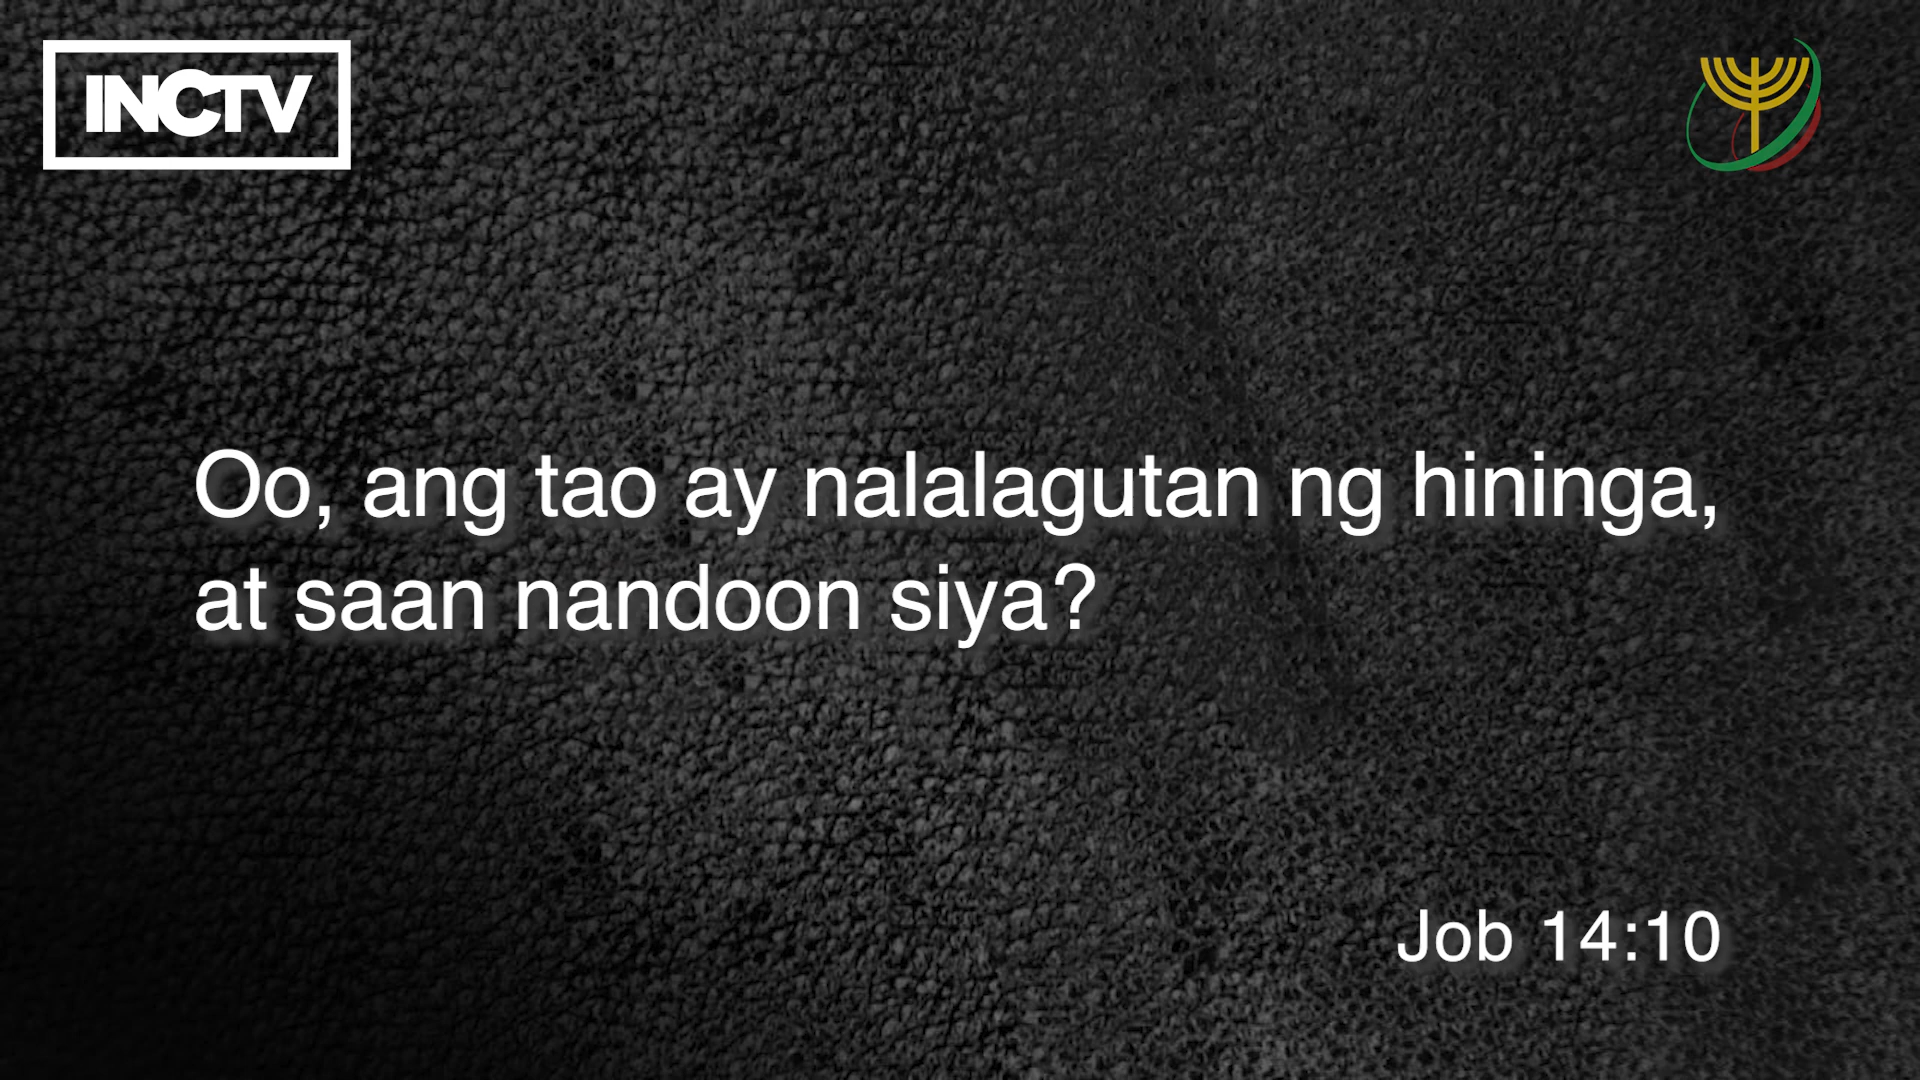 INCTV
Oo, ang tao ay nalalagutan ng hininga,
at saan nandoon siya?
Job 14:10